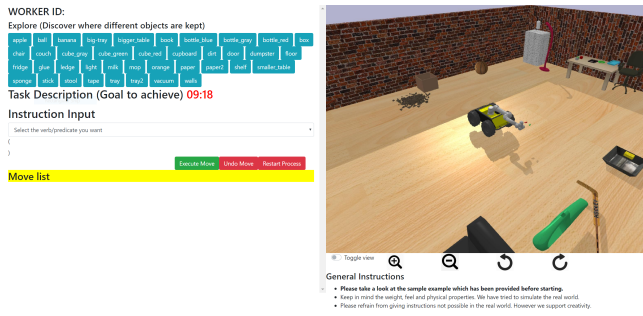 WORKER ID:
Explore (Discover where different objects are kept)
apple ball banana big-tray bigger_table book bottle_blue bottle_gray bottle_red box
chair couch cube_gray cube_green cube_red cupboard dirt door dumpster floor
fridge glue ledge light milk mop orange paper paper2 shelf smaller_table
sponge stick stool tape tray tray2 vacuum walls
Task Description (Goal to achieve) 09:18
Instruction Input
Select the verb/predicate you want
(
)
Execute Move Undo Move Restart Process
Move list
Toggle view
General Instructions
Please take a look at the sample example which has been provided before starting.
Keep in mind the weight, feel and physical properties. We have tried to simulate the real world.
Please refrain from giving instructions not possible in the real world. However we support creativity.